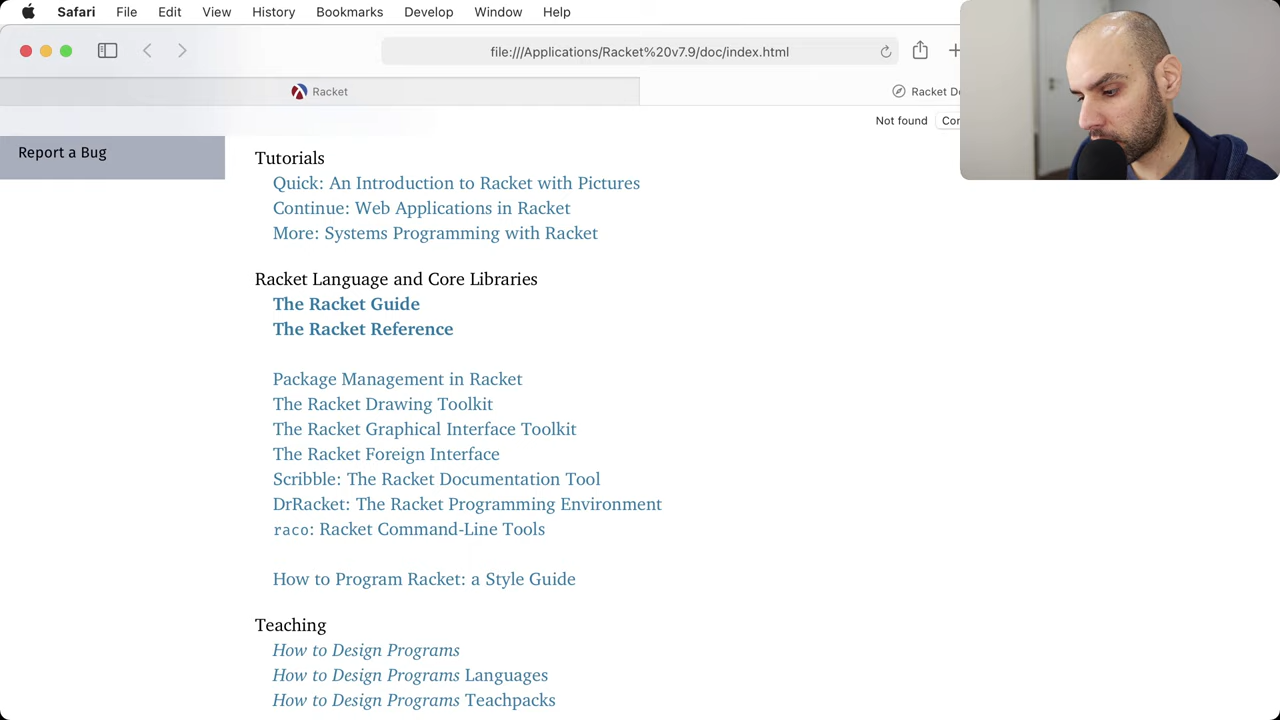 Safari File Edit View History Bookmarks Develop Window Help
file:///Applications/Racket%20v7.9/doc/index.html
Racket
Racket Do
Not found
Report a Bug
Tutorials
Quick: An Introduction to Racket with Pictures
Continue: Web Applications in Racket
More: Systems Programming with Racket
Racket Language and Core Libraries
The Racket Guide
The Racket Reference
Package Management in Racket
The Racket Drawing Toolkit
The Racket Graphical Interface Toolkit
The Racket Foreign Interface
Scribble: The Racket Documentation Tool
DrRacket: The Racket Programming Environment
raco: Racket Command-Line Tools
How to Program Racket: a Style Guide
Teaching
How to Design Programs
How to Design Programs Languages
How to Design Programs Teachpacks